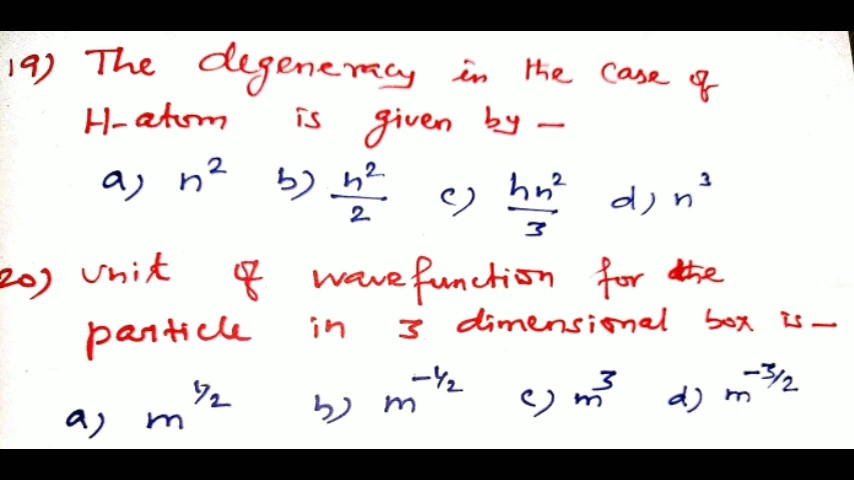 19) The degeneracy in the case of
H-atom is given by -
a) n² b) n²/2 c) hn²/3 d) n³
20) unit of wavefunction for the
particle in 3 dimensional box is -
a) m^1/2 b) m^-1/2 c) m³ d) m^-3/2